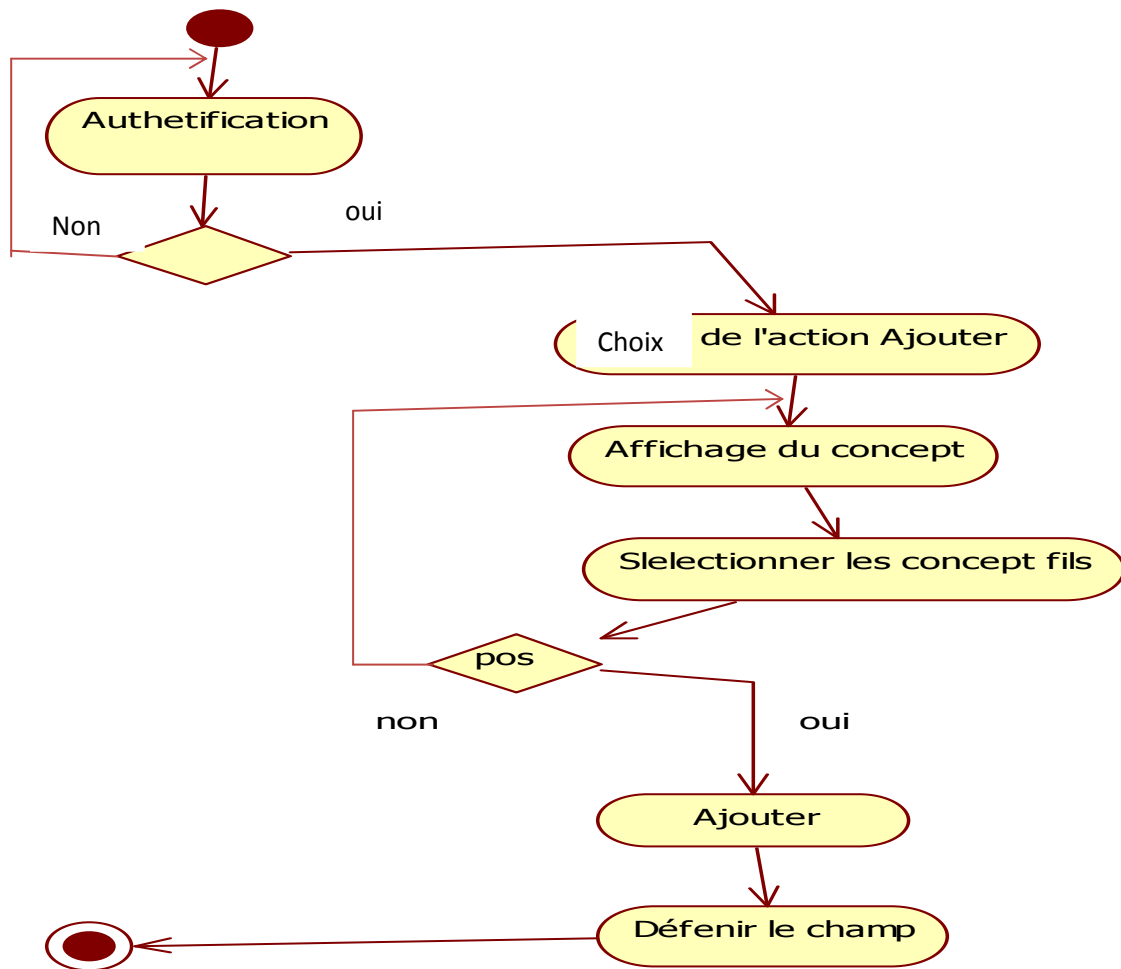 Authetification
Non
oui
Choix de l'action Ajouter
Affichage du concept
Slelectionner les concept fils
pos
non
oui
Ajouter
Défenir le champ